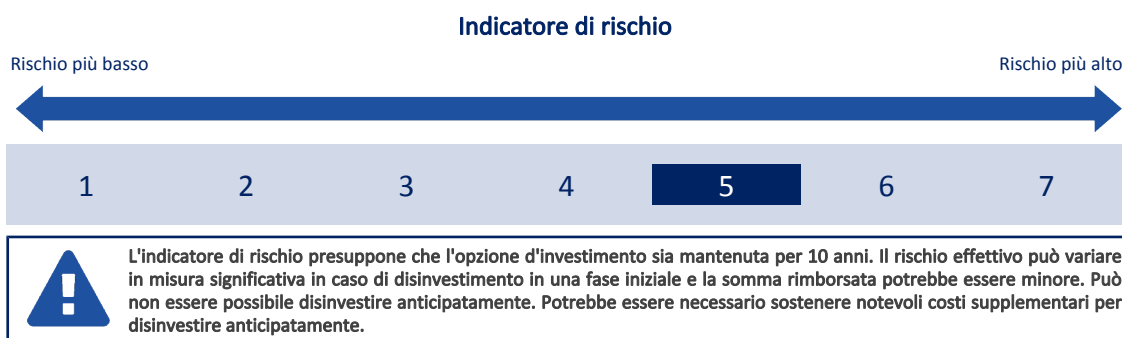 Indicatore di rischio
Rischio più basso
Rischio più alto
1 2 3 4 5 6 7
L'indicatore di rischio presuppone che l'opzione d'investimento sia mantenuta per 10 anni. Il rischio effettivo può variare
in misura significativa in caso di disinvestimento in una fase iniziale e la somma rimborsata potrebbe essere minore. Può
non essere possibile disinvestire anticipatamente. Potrebbe essere necessario sostenere notevoli costi supplementari per
disinvestire anticipatamente.